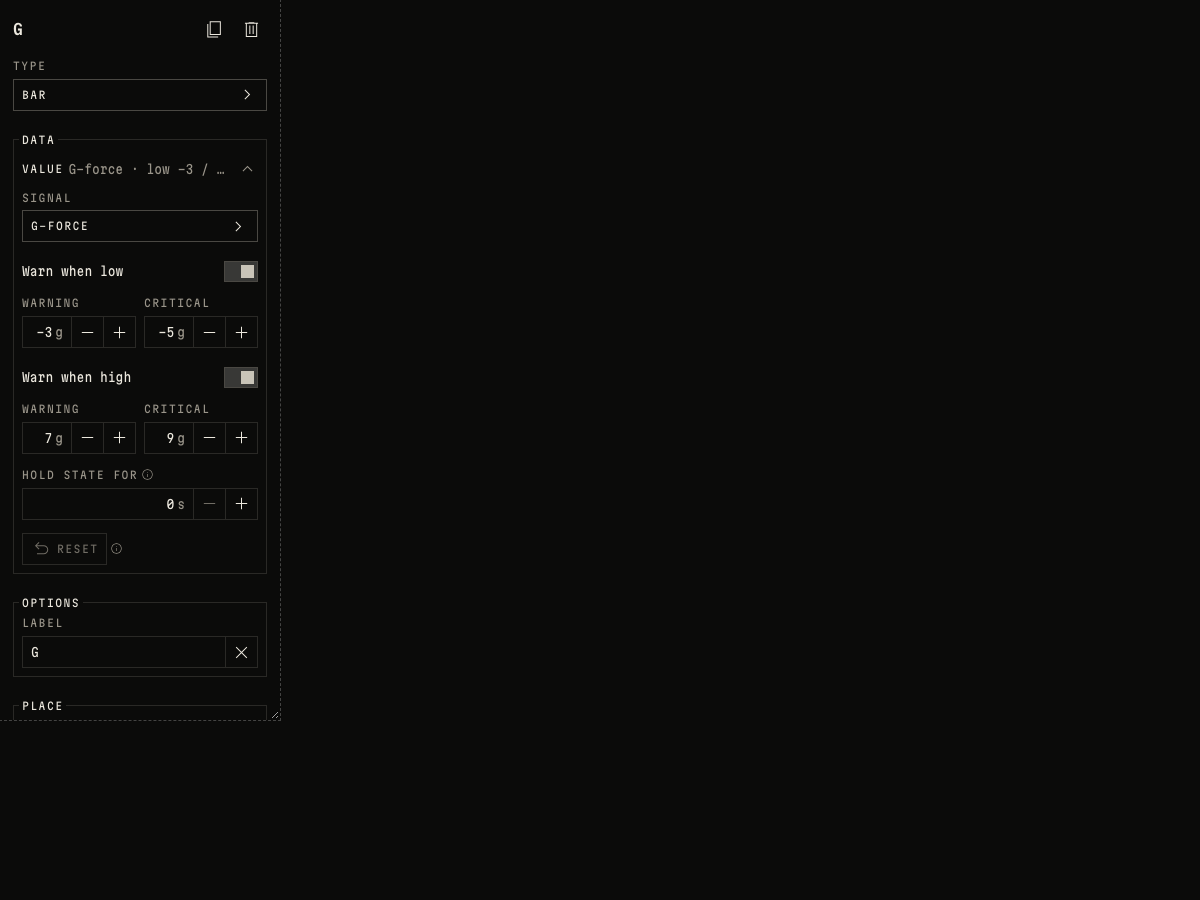 G
TYPE
BAR
DATA
VALUE G-force · low -3 / …
SIGNAL
G-FORCE
Warn when low
WARNING CRITICAL
-3 g -5 g
Warn when high
WARNING CRITICAL
7 g 9 g
HOLD STATE FOR
0 s
RESET
OPTIONS
LABEL
G
PLACE